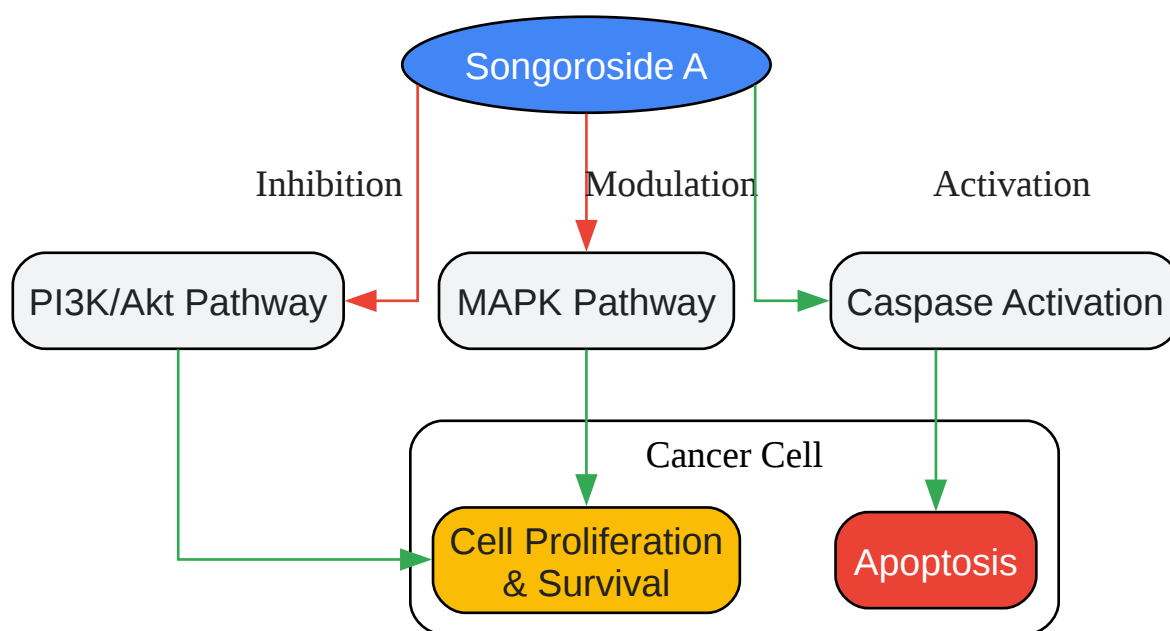 Songoroside A
Inhibition
Modulation
Activation
PI3K/Akt Pathway
MAPK Pathway
Caspase Activation
Cancer Cell
Cell Proliferation
& Survival
Apoptosis